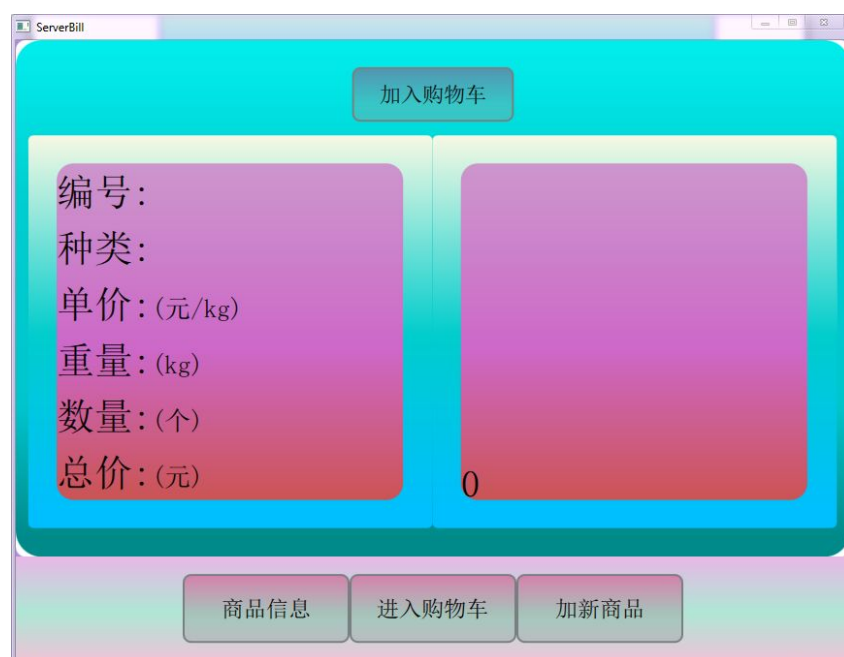 ServerBill
加入购物车
编号:
种类:
单价:(元/kg)
重量:(kg)
数量:(个)
总价:(元)
0
商品信息
进入购物车
加新商品